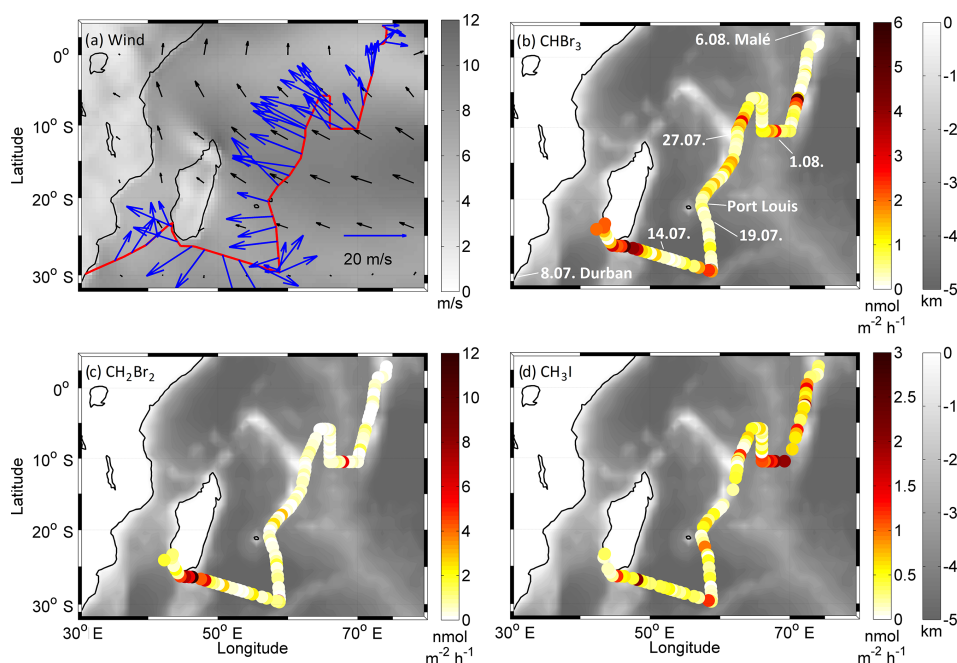 (a) Wind
20 m/s
Latitude
0° 
10° S
20° S
30° S
12
10
8
6
4
2
0
m/s
(b) CHBr₃
6.08. Malé
27.07.
1.08.
Port Louis
19.07.
14.07.
8.07. Durban
6
5
4
3
2
1
0
nmol
m⁻² h⁻¹
-0
-1
-2
-3
-4
-5
km
(c) CH₂Br₂
Latitude
0°
10° S
20° S
30° S
30° E
50° E
70° E
Longitude
12
10
8
6
4
2
0
nmol
m⁻² h⁻¹
(d) CH₃I
30° E
50° E
70° E
Longitude
3
2.5
2
1.5
1
0.5
0
nmol
m⁻² h⁻¹
-0
-1
-2
-3
-4
-5
km